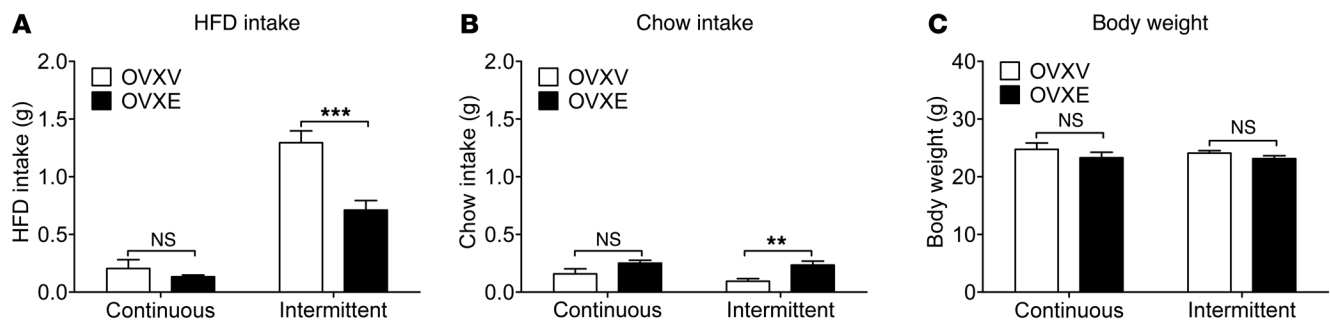 A HFD intake
HFD intake (g)
2.0
1.5
1.0
0.5
0.0
OVXV
OVXE
NS
***
Continuous Intermittent
B Chow intake
Chow intake (g)
2.0
1.5
1.0
0.5
0.0
OVXV
OVXE
NS
**
Continuous Intermittent
C Body weight
Body weight (g)
40
30
20
10
0
OVXV
OVXE
NS
NS
Continuous Intermittent